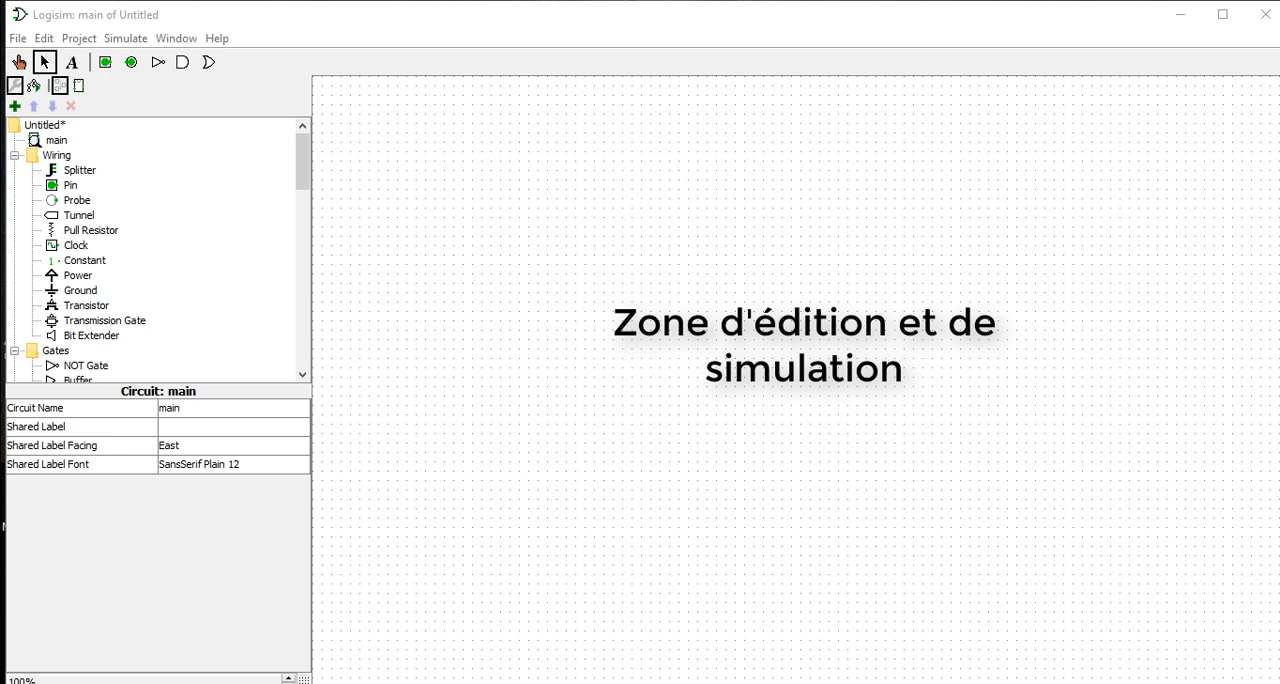 Logisim: main of Untitled
File Edit Project Simulate Window Help
A
Untitled*
main
Wiring
Splitter
Pin
Probe
Tunnel
Pull Resistor
Clock
1 Constant
Power
Ground
Transistor
Transmission Gate
Bit Extender
Gates
NOT Gate
Buffer
Circuit: main
Circuit Name main
Shared Label
Shared Label Facing East
Shared Label Font SansSerif Plain 12
100%
Zone d'édition et de
simulation